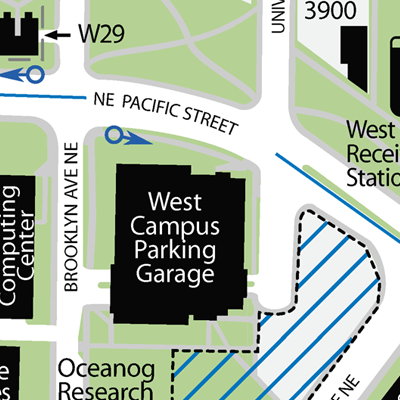 3900
UNIV
W29
NE PACIFIC STREET
West
Recei
Statio
BROOKLYN AVE NE
Computing
Center
West
Campus
Parking
Garage
Oceanog
Research
E NE